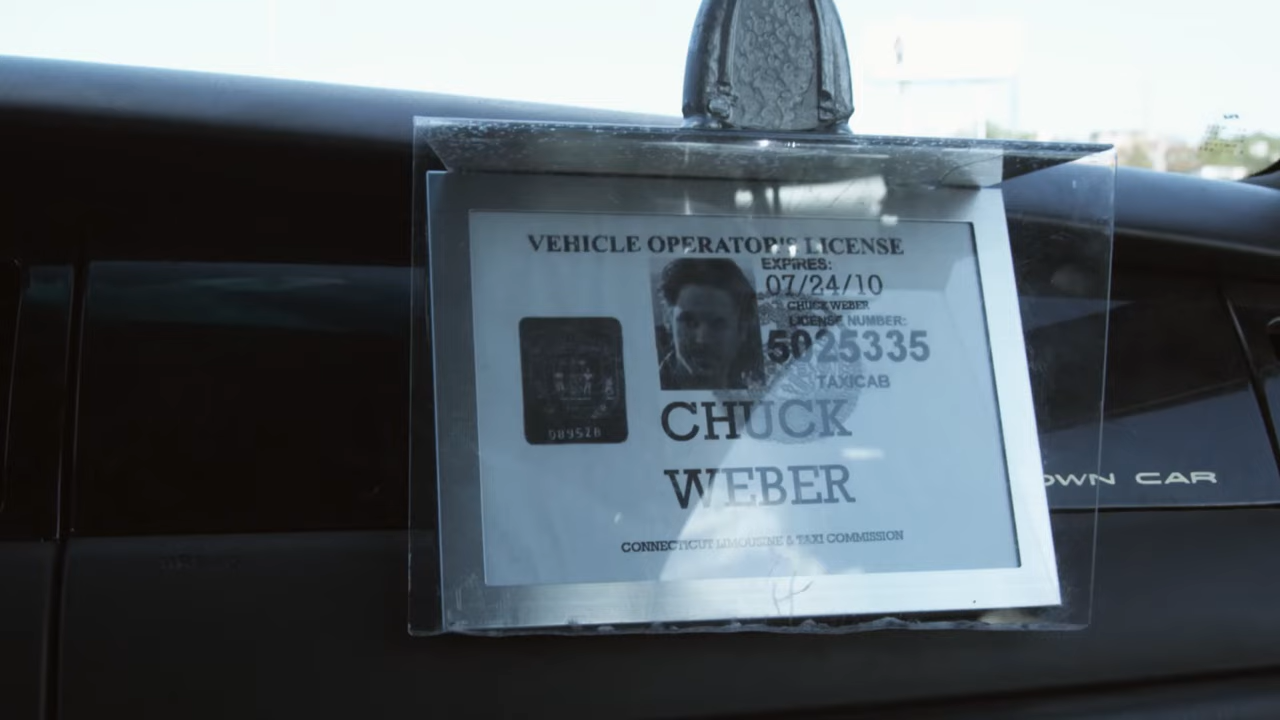 VEHICLE OPERATOR'S LICENSE
EXPIRES:
07/24/10
CHUCK WEBER
LICENSE NUMBER:
5025335
TAXICAB
089520
CHUCK
WEBER
CONNECTICUT LIMOUSINE & TAXI COMMISSION
OWN CAR